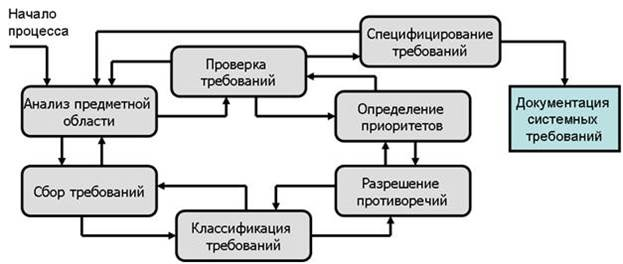 Начало
процесса
Специфицирование
требований
Проверка
требований
Анализ предметной
области
Определение
приоритетов
Документация
системных
требований
Сбор требований
Разрешение
противоречий
Классификация
требований